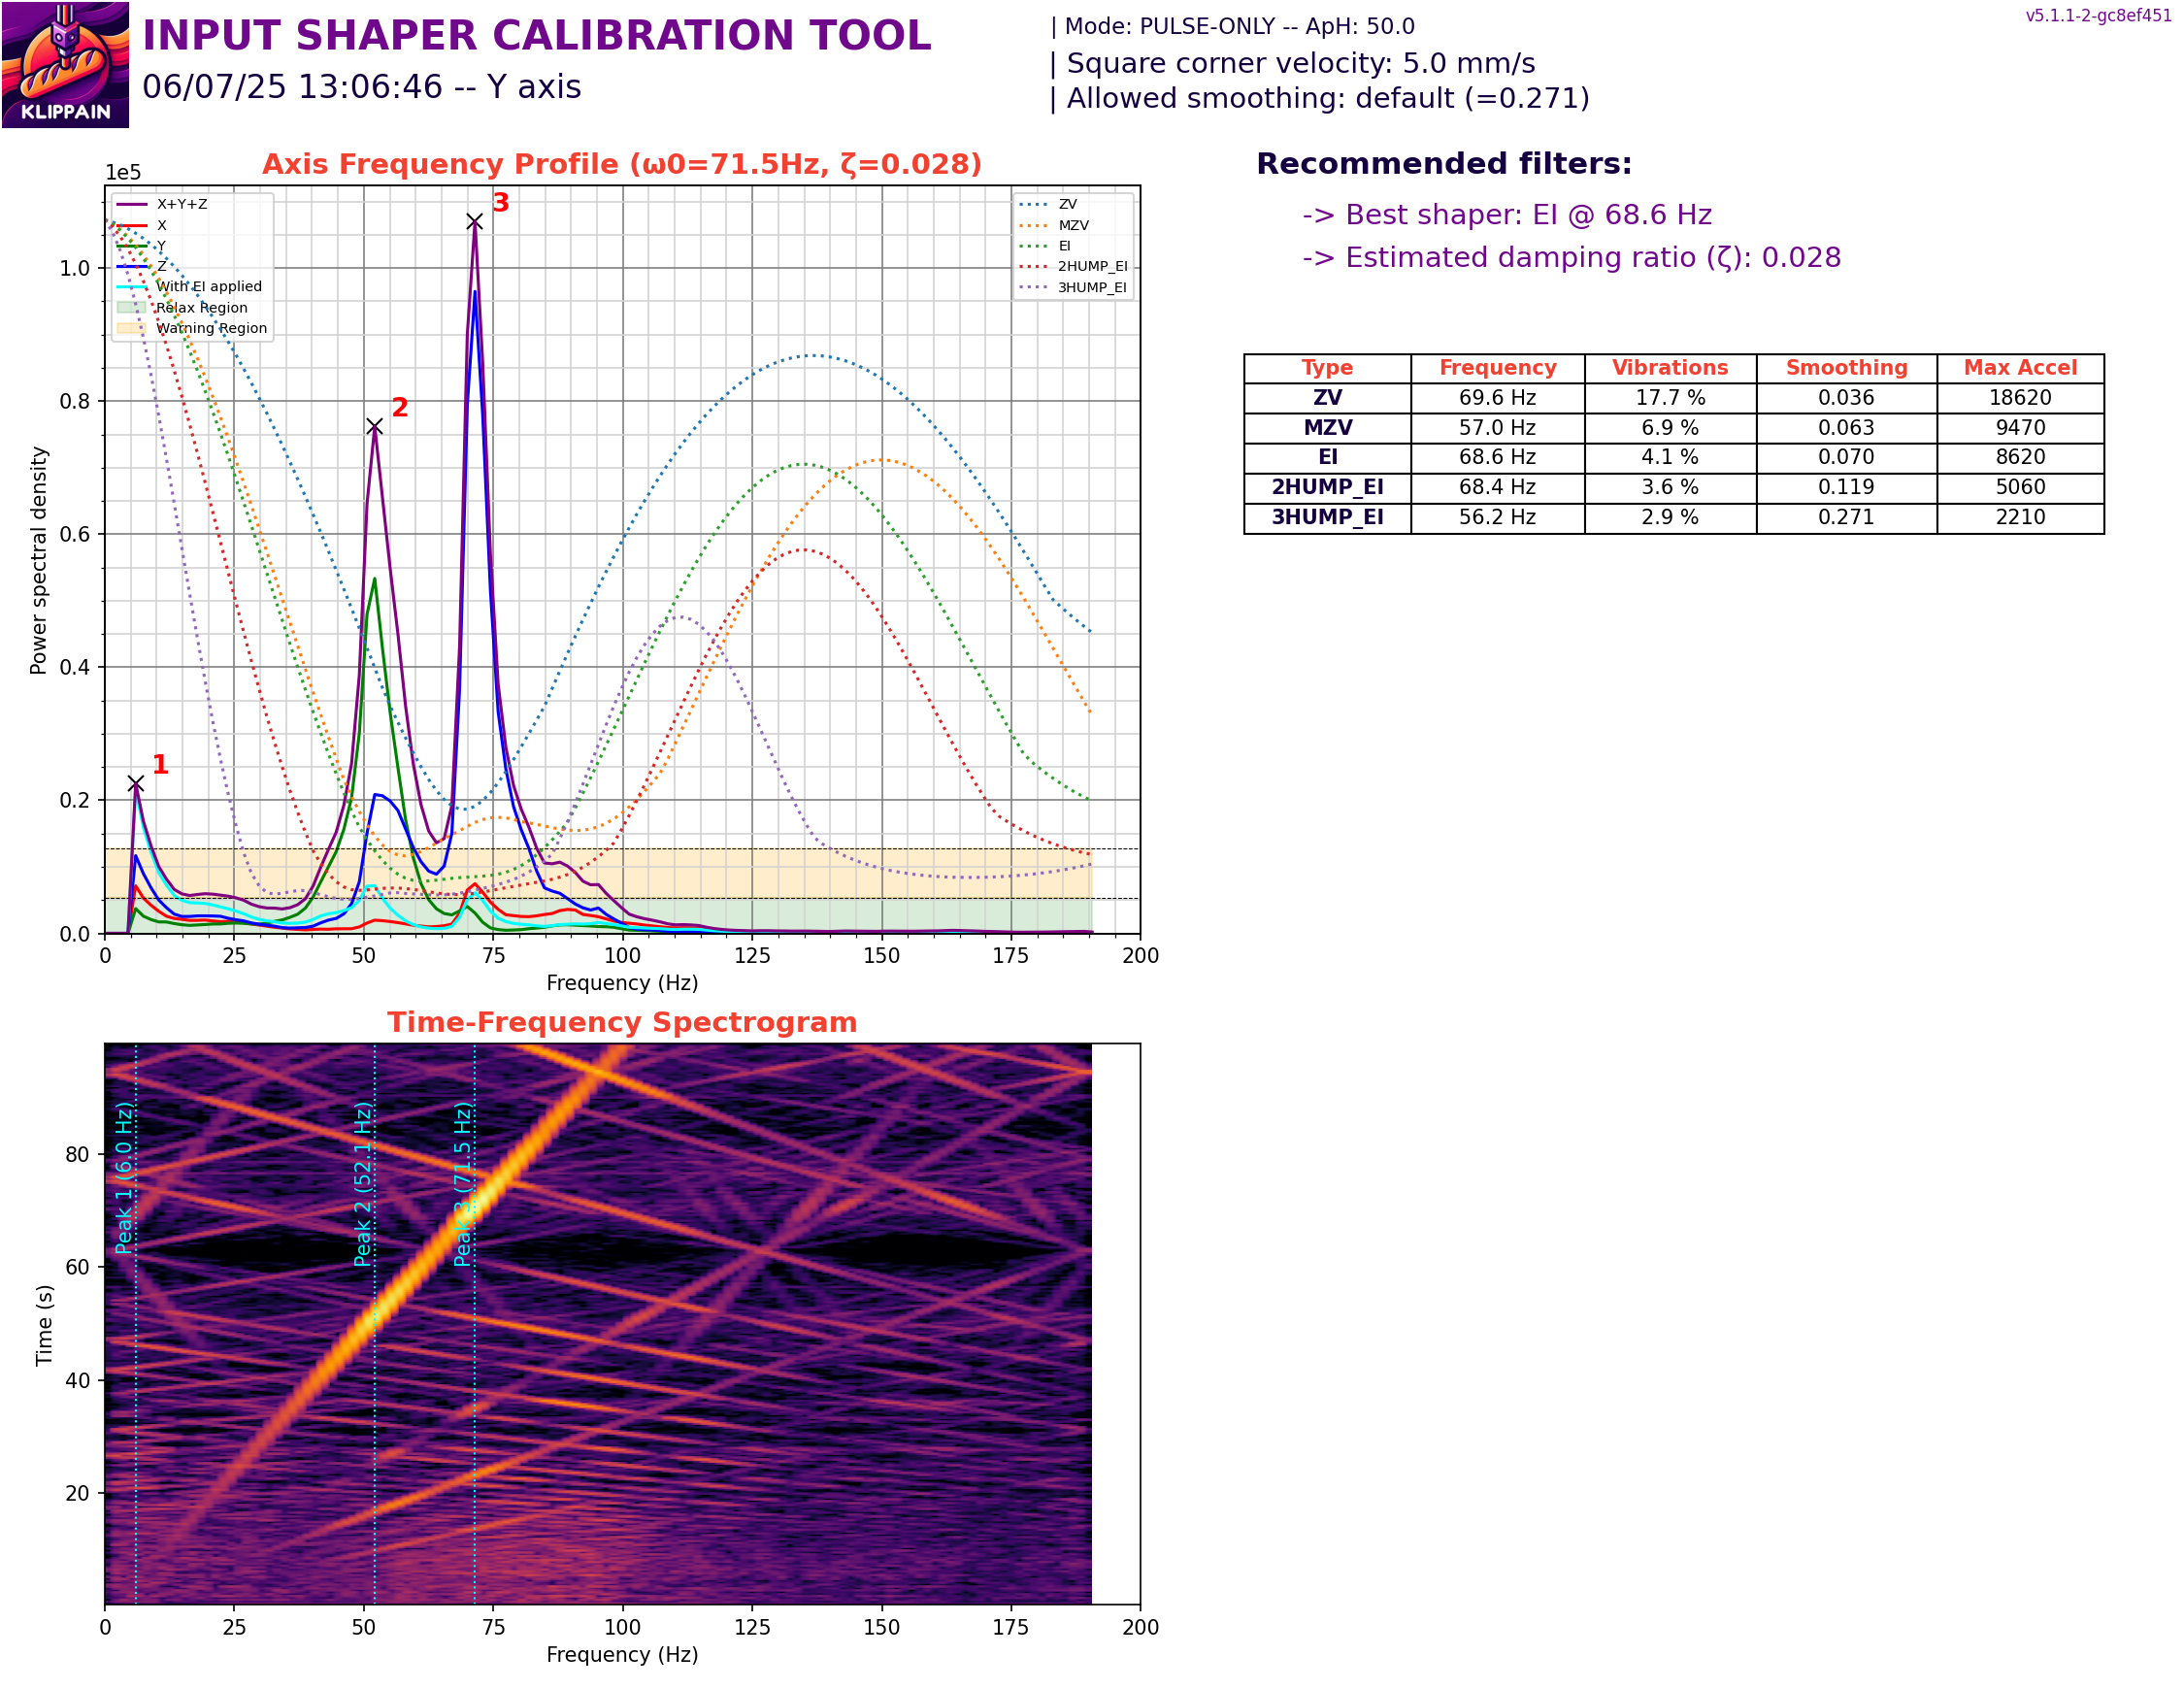 KLIPPAIN
INPUT SHAPER CALIBRATION TOOL
06/07/25 13:06:46 -- Y axis
| Mode: PULSE-ONLY -- ApH: 50.0
| Square corner velocity: 5.0 mm/s
| Allowed smoothing: default (=0.271)
v5.1.1-2-gc8ef451
Axis Frequency Profile (ω0=71.5Hz, ζ=0.028)
1e5
X+Y+Z
X
Y
Z
With EI applied
Relax Region
Warning Region
ZV
MZV
EI
2HUMP_EI
3HUMP_EI
1
2
3
Power spectral density
1.0
0.8
0.6
0.4
0.2
0.0
0 25 50 75 100 125 150 175 200
Frequency (Hz)
Recommended filters:
-> Best shaper: EI @ 68.6 Hz
-> Estimated damping ratio (ζ): 0.028
Type Frequency Vibrations Smoothing Max Accel
ZV 69.6 Hz 17.7 % 0.036 18620
MZV 57.0 Hz 6.9 % 0.063 9470
EI 68.6 Hz 4.1 % 0.070 8620
2HUMP_EI 68.4 Hz 3.6 % 0.119 5060
3HUMP_EI 56.2 Hz 2.9 % 0.271 2210
Time-Frequency Spectrogram
Peak 1 (6.0 Hz)
Peak 2 (52.1 Hz)
Peak 3 (71.5 Hz)
Time (s)
80
60
40
20
0 25 50 75 100 125 150 175 200
Frequency (Hz)